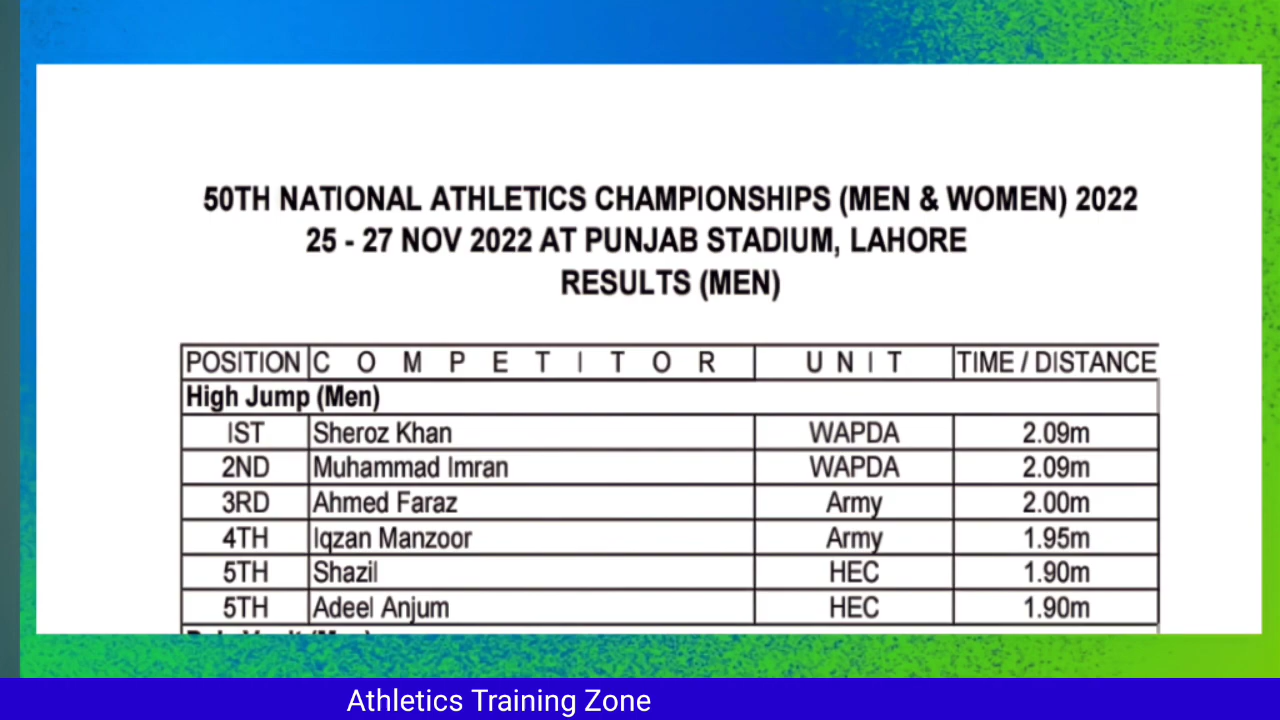 50TH NATIONAL ATHLETICS CHAMPIONSHIPS (MEN & WOMEN) 2022
25 - 27 NOV 2022 AT PUNJAB STADIUM, LAHORE
RESULTS (MEN)
POSITION C O M P E T I T O R U N I T TIME / DISTANCE
High Jump (Men)
IST Sheroz Khan WAPDA 2.09m
2ND Muhammad Imran WAPDA 2.09m
3RD Ahmed Faraz Army 2.00m
4TH Iqzan Manzoor Army 1.95m
5TH Shazil HEC 1.90m
5TH Adeel Anjum HEC 1.90m
Athletics Training Zone